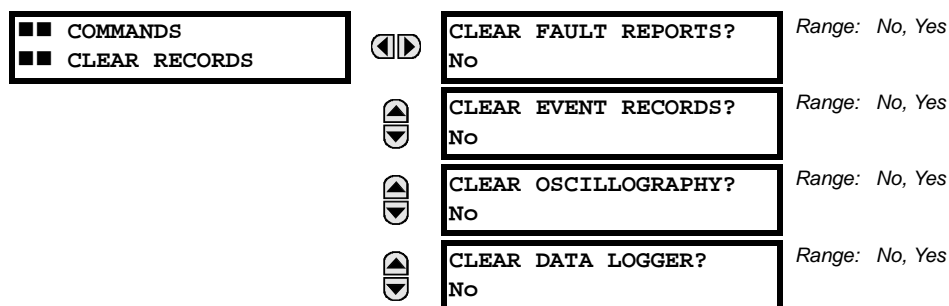 ■■ COMMANDS
■■ CLEAR RECORDS
CLEAR FAULT REPORTS?
No
Range: No, Yes
CLEAR EVENT RECORDS?
No
Range: No, Yes
CLEAR OSCILLOGRAPHY?
No
Range: No, Yes
CLEAR DATA LOGGER?
No
Range: No, Yes